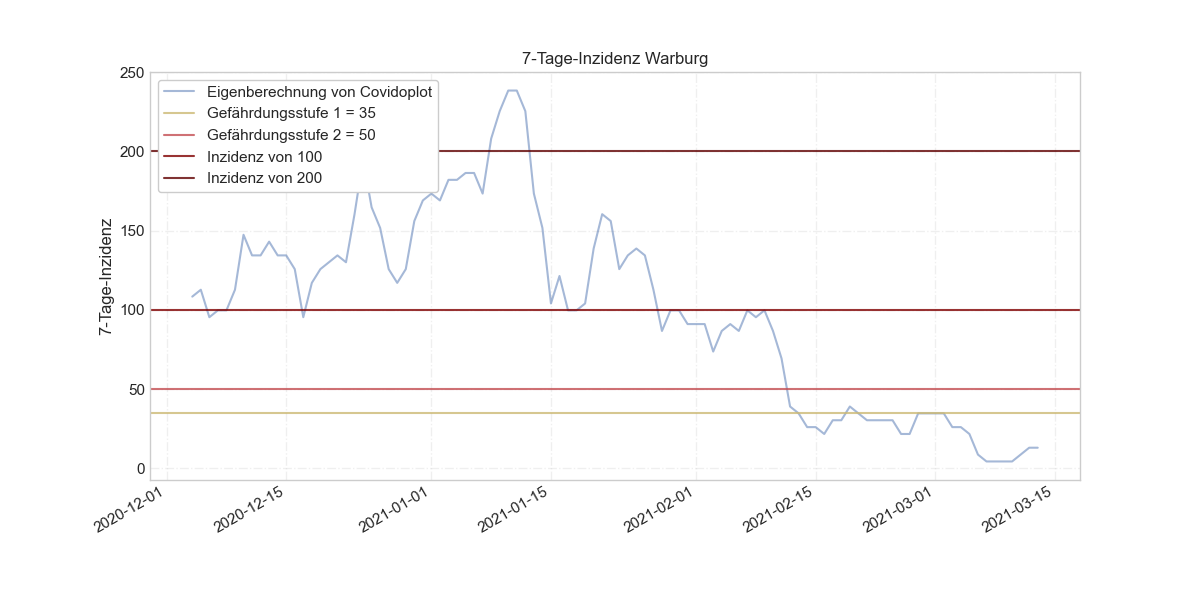 7-Tage-Inzidenz Warburg
250
200
150
100
50
0
7-Tage-Inzidenz
Eigenberechnung von Covidoplot
Gefährdungsstufe 1 = 35
Gefährdungsstufe 2 = 50
Inzidenz von 100
Inzidenz von 200
2020-12-01
2020-12-15
2021-01-01
2021-01-15
2021-02-01
2021-02-15
2021-03-01
2021-03-15